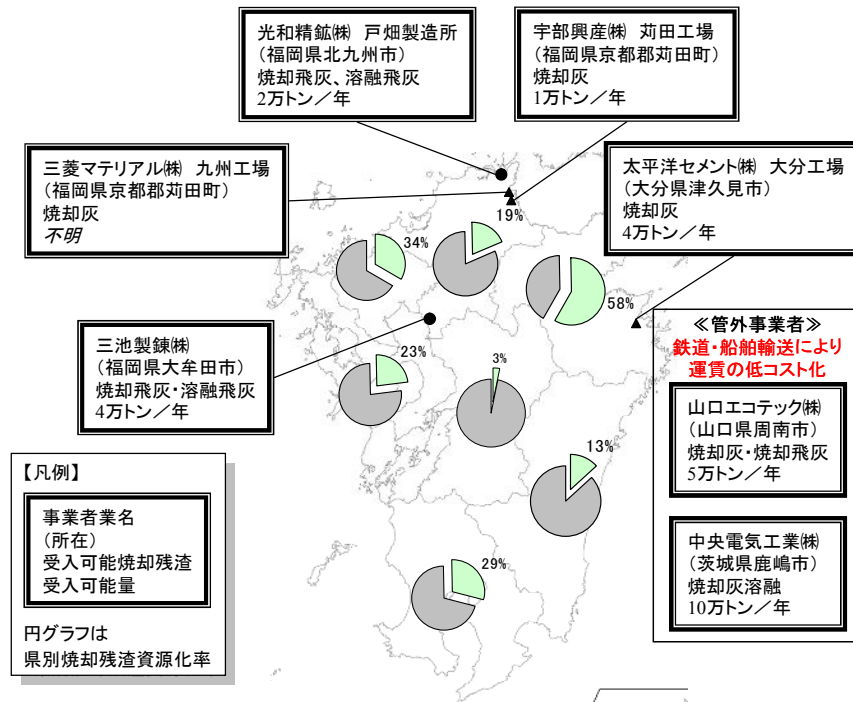 光和精鉱㈱ 戸畑製造所
(福岡県北九州市)
焼却飛灰、溶融飛灰
2万トン／年
宇部興産㈱ 苅田工場
(福岡県京都郡苅田町)
焼却灰
1万トン／年
三菱マテリアル㈱ 九州工場
(福岡県京都郡苅田町)
焼却灰
不明
太平洋セメント㈱ 大分工場
(大分県津久見市)
焼却灰
4万トン／年
19%
34%
58%
三池製錬㈱
(福岡県大牟田市)
焼却飛灰・溶融飛灰
4万トン／年
23%
3%
13%
29%
≪管外事業者≫
鉄道・船舶輸送により
運賃の低コスト化
山口エコテック㈱
(山口県周南市)
焼却灰・焼却飛灰
5万トン／年
中央電気工業㈱
(茨城県鹿嶋市)
焼却灰溶融
10万トン／年
【凡例】
事業者業名
(所在)
受入可能焼却残渣
受入可能量
円グラフは
県別焼却残渣資源化率